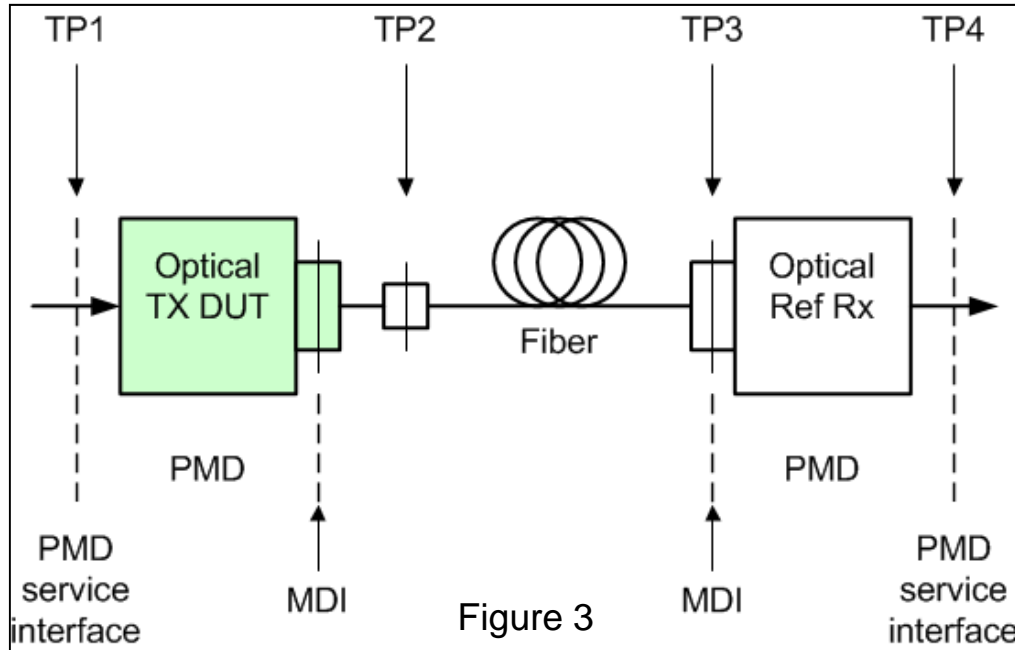 TP1
TP2
TP3
TP4
Optical
TX DUT
Fiber
Optical
Ref Rx
PMD
PMD
PMD
service
interface
MDI
Figure 3
MDI
PMD
service
interface